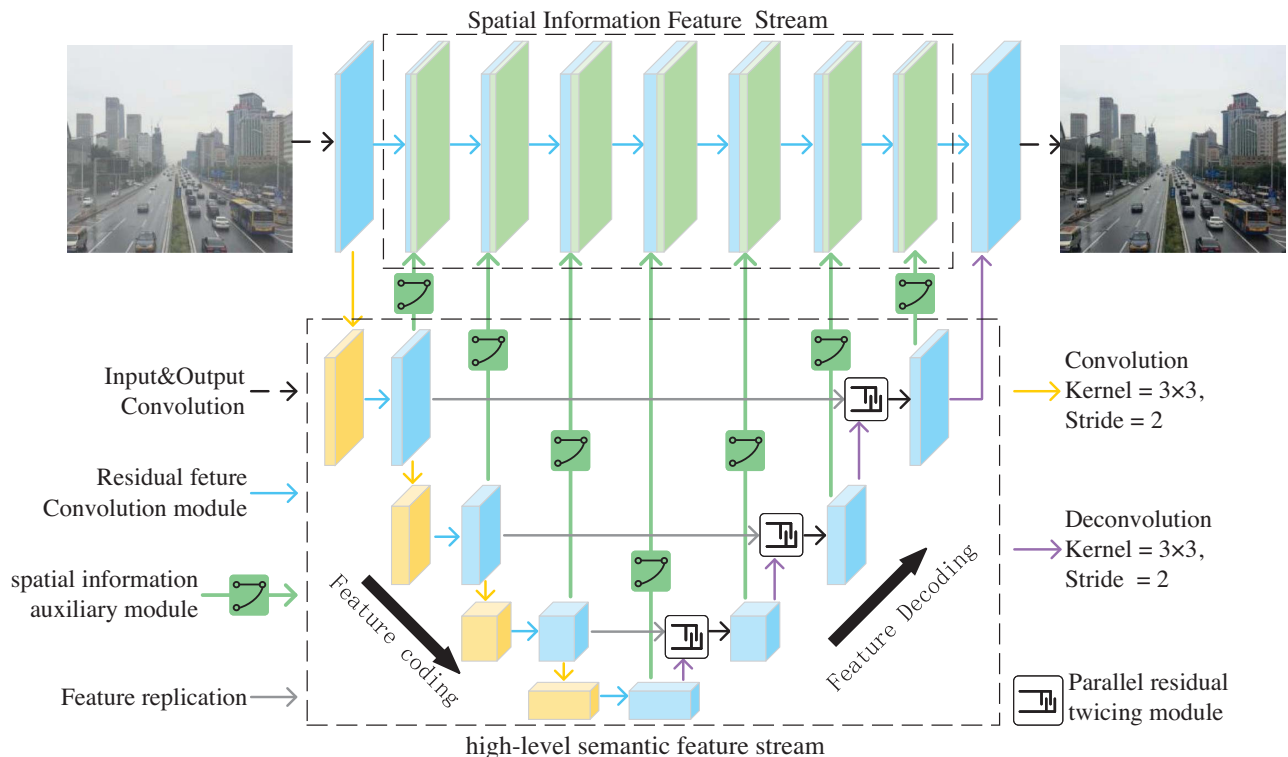 Spatial Information Feature Stream
Input&Output
Convolution
Residual feture
Convolution module
spatial information
auxiliary module
Feature replication
Feature coding
Feature Decoding
Convolution
Kernel = 3×3,
Stride = 2
Deconvolution
Kernel = 3×3,
Stride = 2
Parallel residual
twicing module
high-level semantic feature stream